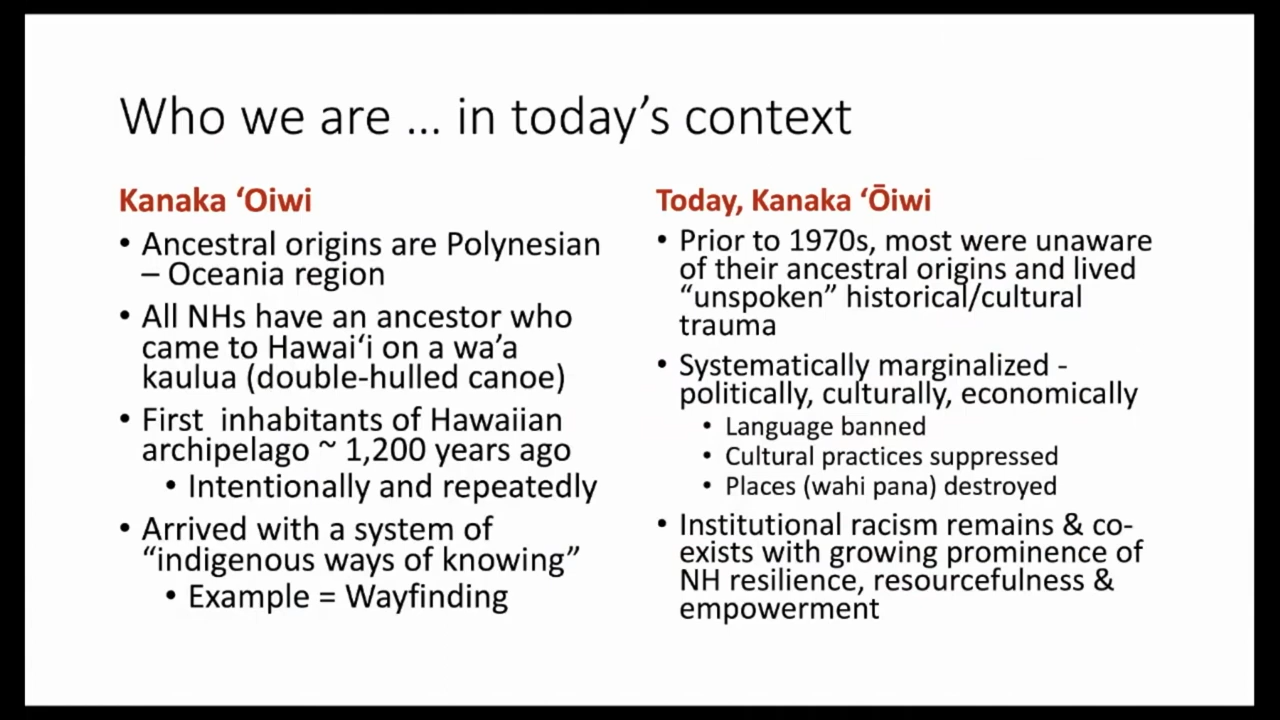 Who we are ... in today’s context
Kanaka ‘Oiwi
• Ancestral origins are Polynesian
– Oceania region
• All NHs have an ancestor who
came to Hawai‘i on a wa’a
kaulua (double-hulled canoe)
• First  inhabitants of Hawaiian
archipelago ~ 1,200 years ago
• Intentionally and repeatedly
• Arrived with a system of
“indigenous ways of knowing”
• Example = Wayfinding
Today, Kanaka ‘Ōiwi
• Prior to 1970s, most were unaware
of their ancestral origins and lived
“unspoken” historical/cultural
trauma
• Systematically marginalized -
politically, culturally, economically
• Language banned
• Cultural practices suppressed
• Places (wahi pana) destroyed
• Institutional racism remains & co-
exists with growing prominence of
NH resilience, resourcefulness &
empowerment